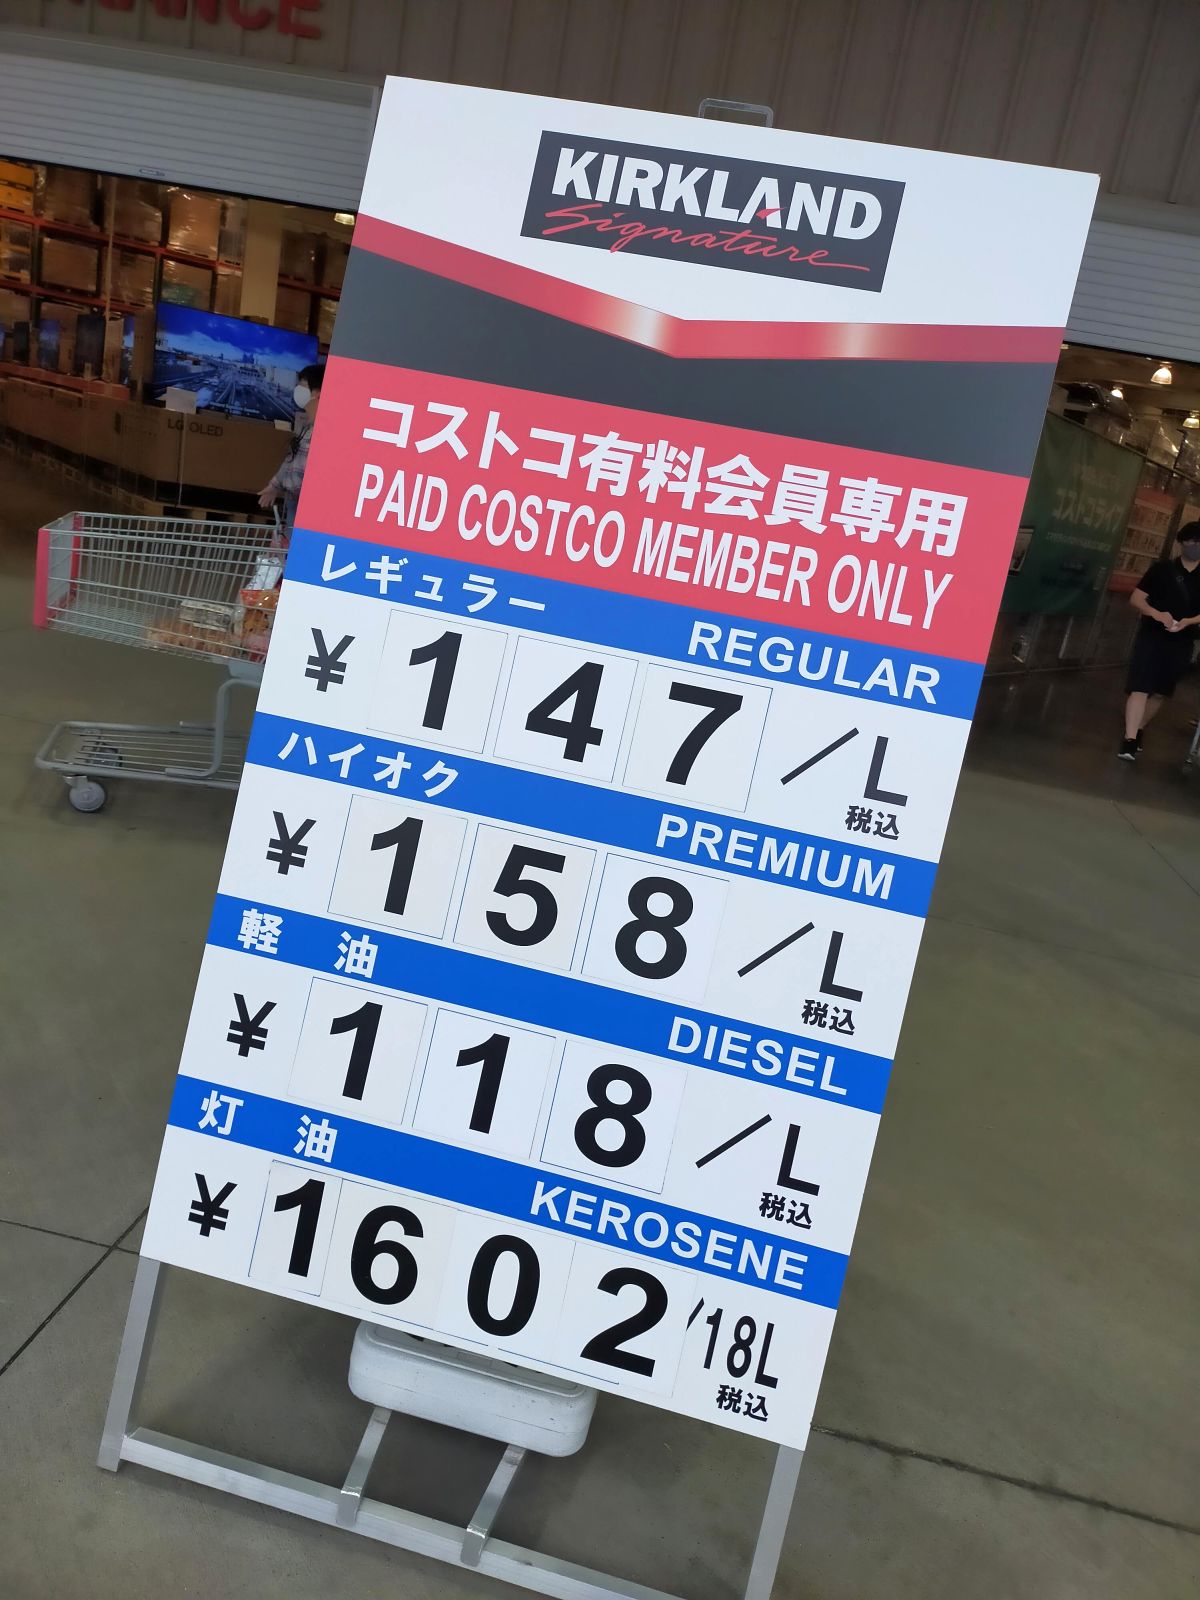 KIRKLAND
Signature
コストコ有料会員専用
PAID COSTCO MEMBER ONLY
レギュラー REGULAR
¥ 147 /L
税込
ハイオク PREMIUM
¥ 158 /L
税込
軽 油 DIESEL
¥ 118 /L
税込
灯 油 KEROSENE
¥ 1602 /18L
税込
LG OLED